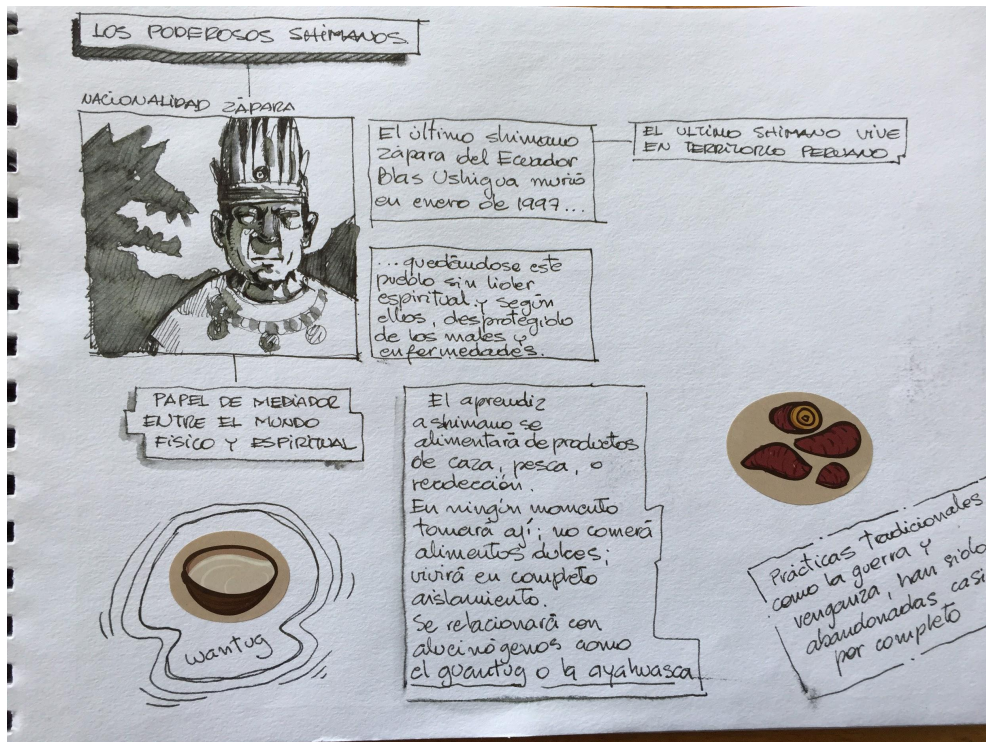 LOS PODEROSOS SHIMANOS
NACIONALIDAD ZÁPARA
El último shimano
zápara del Ecuador
Blas Ushigua murió
en enero de 1997...
EL ULTIMO SHIMANO VIVE
EN TERRITORIO PERUANO
...quedándose este
pueblo sin lider
espiritual y según
ellos, desprotegido
de los males y
enfermedades.
PAPEL DE MEDIADOR
ENTRE EL MUNDO
FÍSICO Y ESPIRITUAL
El aprendiz
a shimano se
alimentará de productos
de caza, pesca, o
recolección.
En ningún momento
tomará ají; no comerá
alimentos dulces;
vivirá en completo
aislamiento.
Se relacionará con
alucinógenos como
el guantug o la ayahuasca
wantug
Prácticas tradicionales
como la guerra y
venganza, han sido
abandonadas casi
por completo